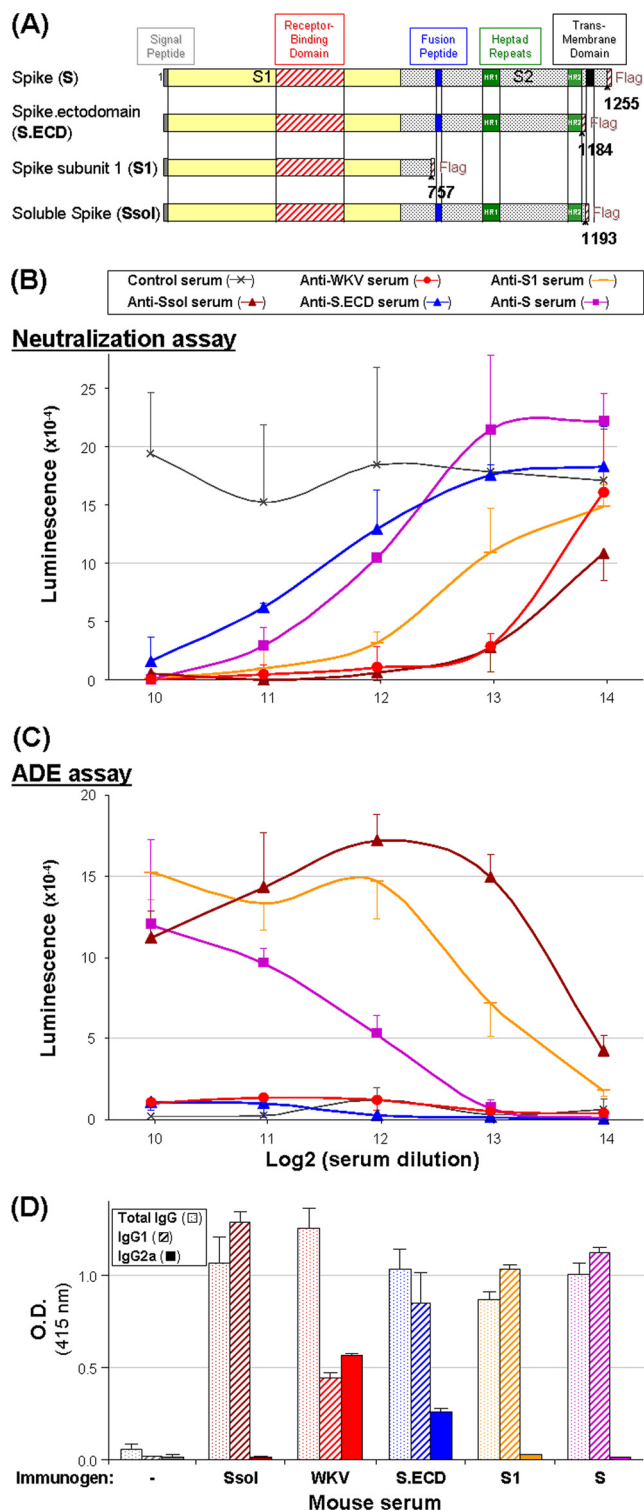 (A)
Signal Peptide
Receptor-Binding Domain
Fusion Peptide
Heptad Repeats
Trans-Membrane Domain
Spike (S)
1
S1
HR1
S2
HR2
Flag
1255
Spike.ectodomain (S.ECD)
HR1
HR2
Flag
1184
Spike subunit 1 (S1)
Flag
757
Soluble Spike (Ssol)
HR1
HR2
Flag
1193
(B)
Control serum (—×—) Anti-WKV serum (—●—) Anti-S1 serum (—)
Anti-Ssol serum (—▲—) Anti-S.ECD serum (—▲—) Anti-S serum (—■—)
Neutralization assay
Luminescence (x10⁻⁴)
25
20
15
10
5
0
10 11 12 13 14
(C)
ADE assay
Luminescence (x10⁻⁴)
20
15
10
5
0
10 11 12 13 14
Log2 (serum dilution)
(D)
Total IgG
IgG1
IgG2a
O.D.
(415 nm)
1.0
0.5
0.0
Immunogen: - Ssol WKV S.ECD S1 S
Mouse serum